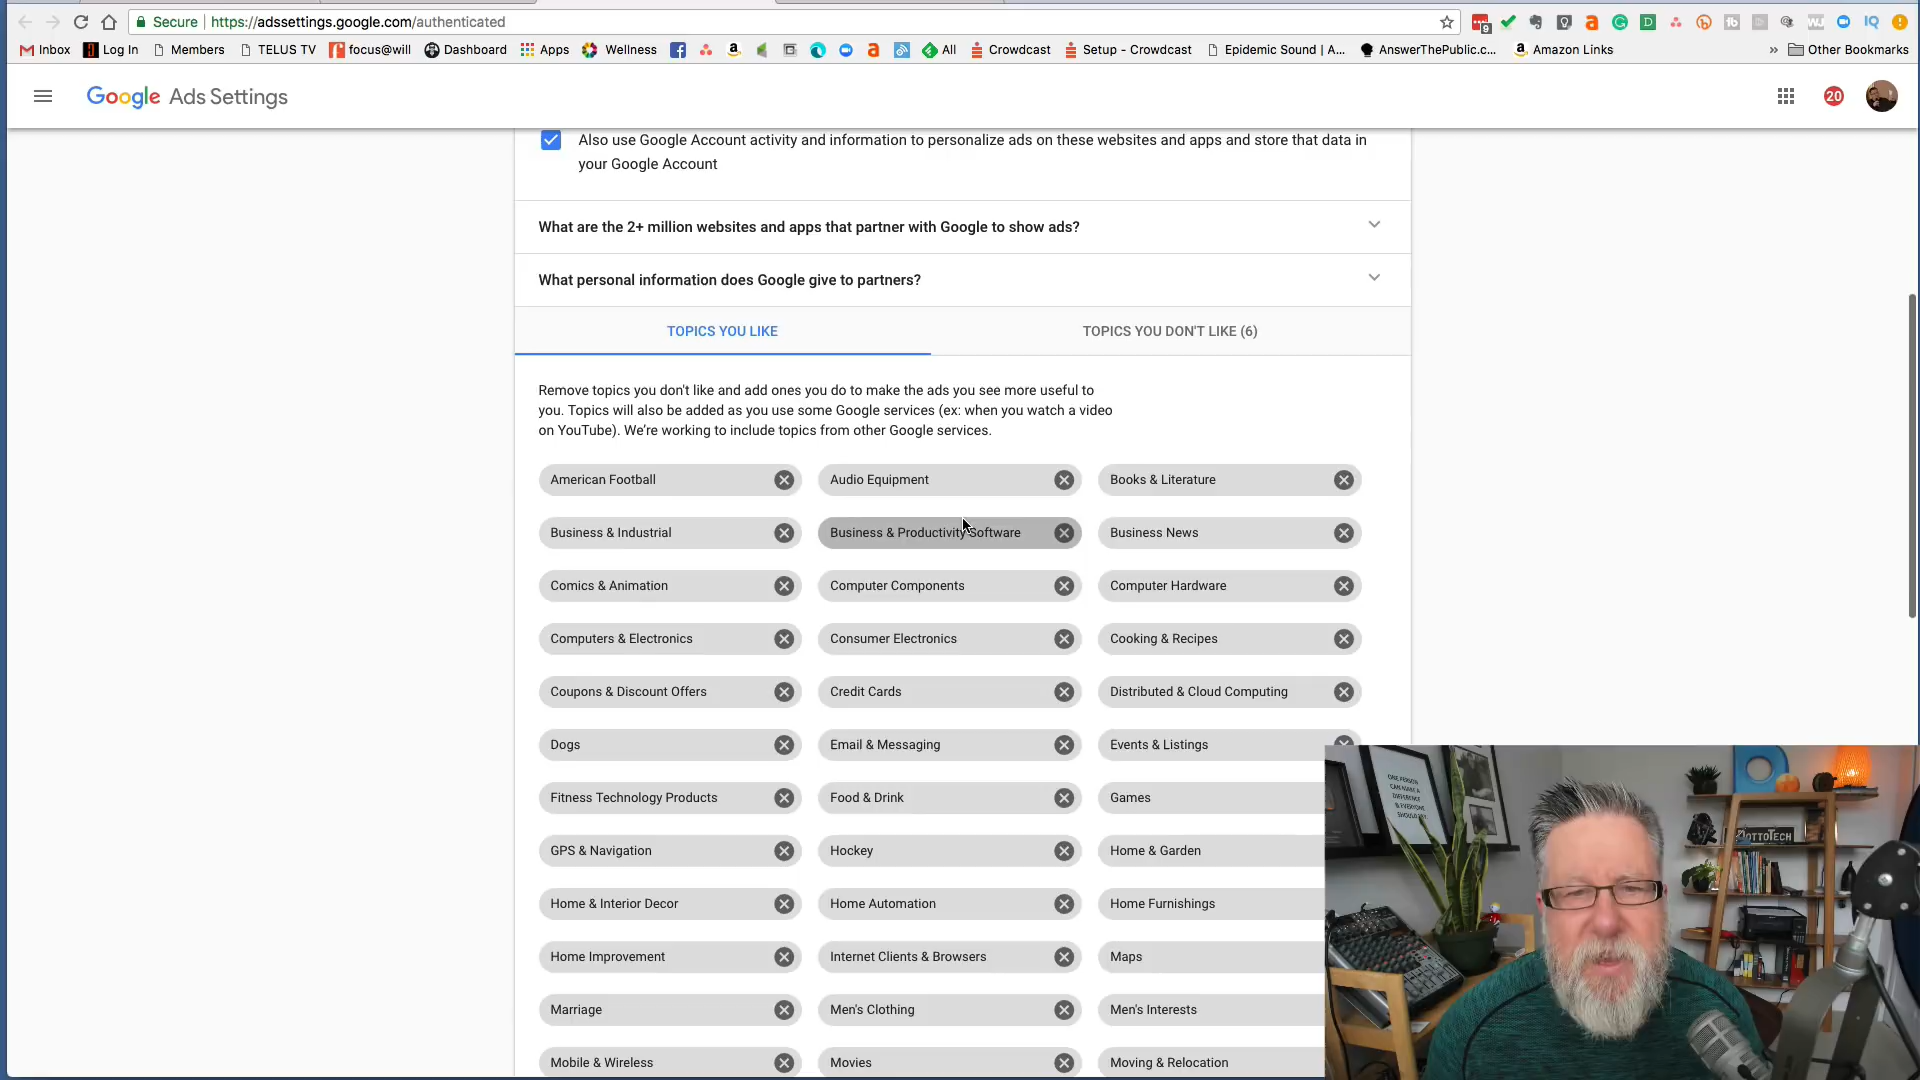 Secure https://adssettings.google.com/authenticated
Inbox Log In Members TELUS TV focus@will Dashboard Apps Wellness All Crowdcast Setup - Crowdcast Epidemic Sound | A... AnswerThePublic.c... Amazon Links » Other Bookmarks
Google Ads Settings 20
Also use Google Account activity and information to personalize ads on these websites and apps and store that data in
your Google Account
What are the 2+ million websites and apps that partner with Google to show ads?
What personal information does Google give to partners?
TOPICS YOU LIKE TOPICS YOU DON'T LIKE (6)
Remove topics you don't like and add ones you do to make the ads you see more useful to
you. Topics will also be added as you use some Google services (ex: when you watch a video
on YouTube). We're working to include topics from other Google services.
American Football Audio Equipment Books & Literature
Business & Industrial Business & Productivity Software Business News
Comics & Animation Computer Components Computer Hardware
Computers & Electronics Consumer Electronics Cooking & Recipes
Coupons & Discount Offers Credit Cards Distributed & Cloud Computing
Dogs Email & Messaging Events & Listings
Fitness Technology Products Food & Drink Games
GPS & Navigation Hockey Home & Garden
Home & Interior Decor Home Automation Home Furnishings
Home Improvement Internet Clients & Browsers Maps
Marriage Men's Clothing Men's Interests
Mobile & Wireless Movies Moving & Relocation
ONE PERSON
CAN MAKE A
DIFFERENCE
& EVERYONE
SHOULD
DOTTOTECH